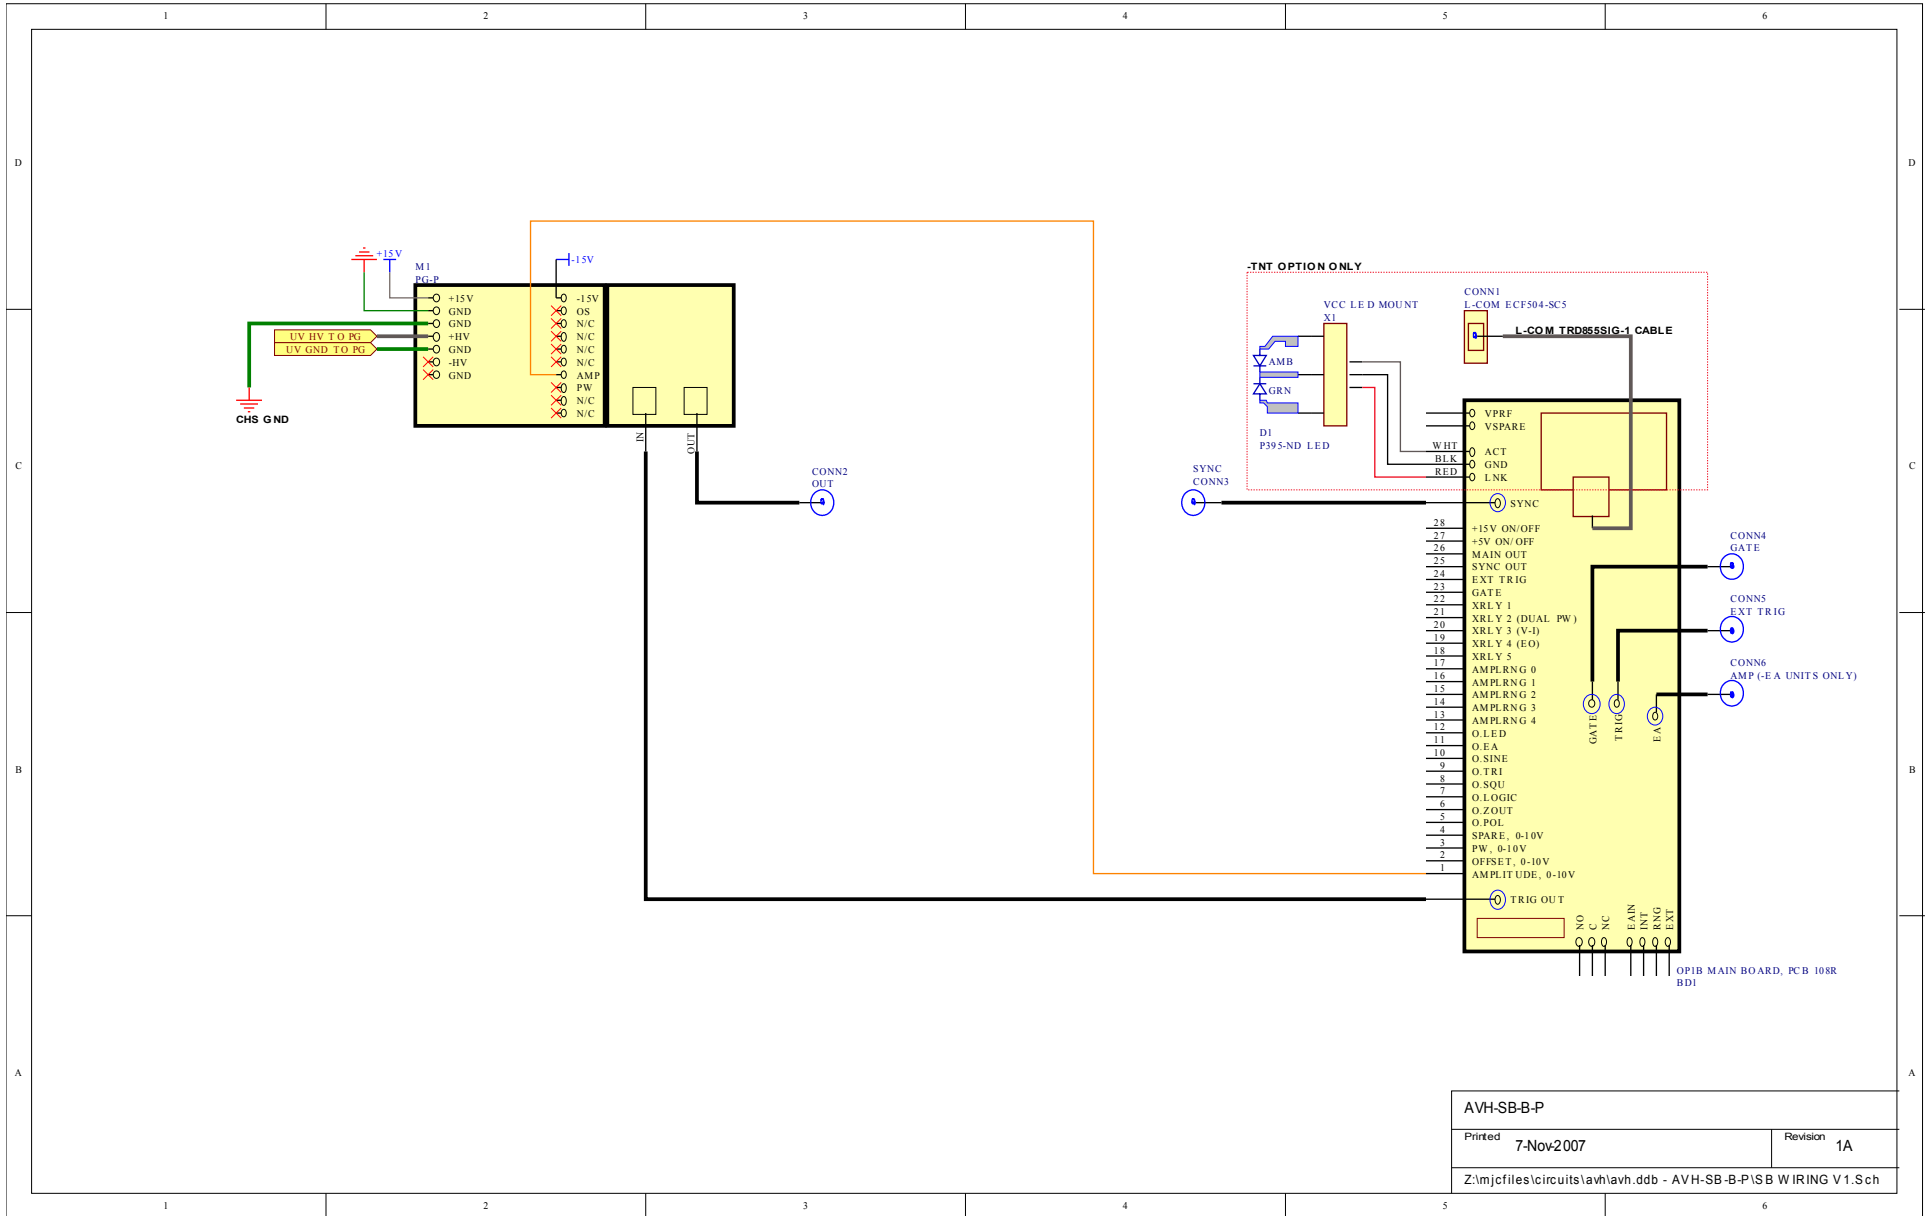 1 2 3 4 5 6
D D
C C
B B
A A
+15V
M1
PG-P
-15V
+15V
GND
GND
+HV
GND
-HV
GND
UV HV TO PG
UV GND TO PG
CHS GND
-15V
OS
N/C
N/C
N/C
N/C
AMP
PW
N/C
N/C
IN
OUT
CONN2
OUT
-TNT OPTION ONLY
VCC LED MOUNT
X1
AMB
GRN
D1
P395-ND LED
CONN1
L-COM ECF504-SC5
L-COM TRD855SIG-1 CABLE
SYNC
CONN3
VPRF
VSPARE
WHT ACT
BLK GND
RED LNK
SYNC
28 +15V ON/OFF
27 +5V ON/OFF
26 MAIN OUT
25 SYNC OUT
24 EXT TRIG
23 GATE
22 XRLY 1
21 XRLY 2 (DUAL PW)
20 XRLY 3 (V-I)
19 XRLY 4 (EO)
18 XRLY 5
17 AMPLRNG 0
16 AMPLRNG 1
15 AMPLRNG 2
14 AMPLRNG 3
13 AMPLRNG 4
12 O.LED
11 O.EA
10 O.SINE
9 O.TRI
8 O.SQU
7 O.LOGIC
6 O.ZOUT
5 O.POL
4 SPARE, 0-10V
3 PW, 0-10V
2 OFFSET, 0-10V
1 AMPLITUDE, 0-10V
TRIG OUT
GATE
TRIG
EA
CONN4
GATE
CONN5
EXT TRIG
CONN6
AMP (-EA UNITS ONLY)
NO
C
NC
EAIN
INT
RNG
EXT
OP1B MAIN BOARD, PCB 108R
BD1
AVH-SB-B-P
Printed 7-Nov-2007
Revision 1A
Z:\mjcfiles\circuits\avh\avh.ddb - AVH-SB-B-P\SB WIRING V1.Sch
1 2 3 4 5 6